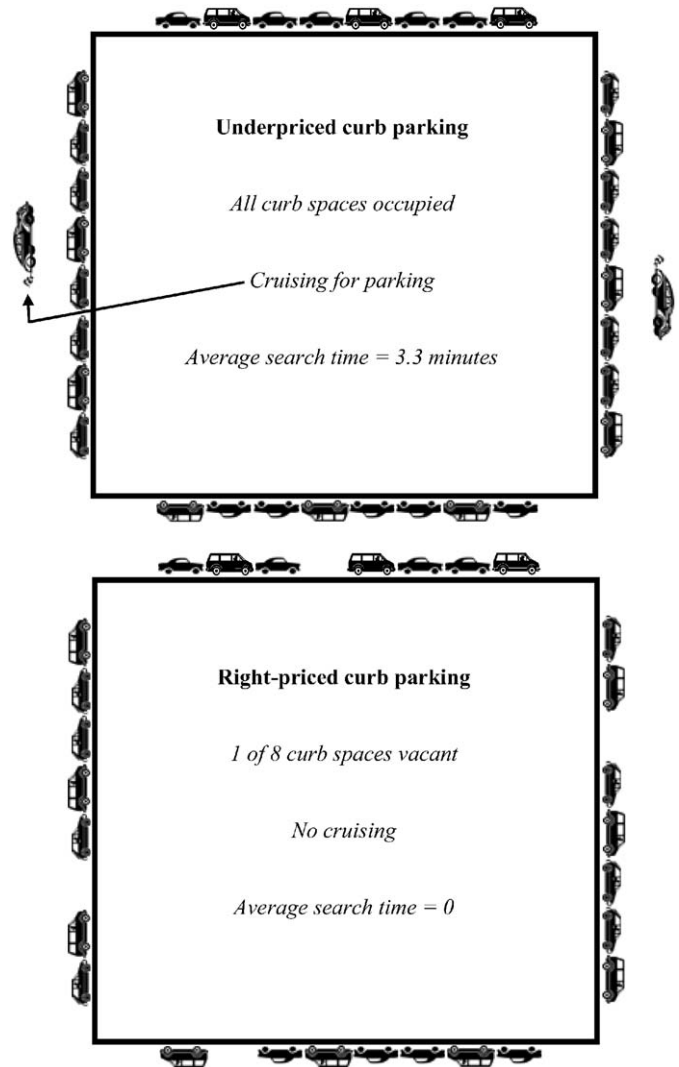 Underpriced curb parking
All curb spaces occupied
Cruising for parking
Average search time = 3.3 minutes
Right-priced curb parking
1 of 8 curb spaces vacant
No cruising
Average search time = 0